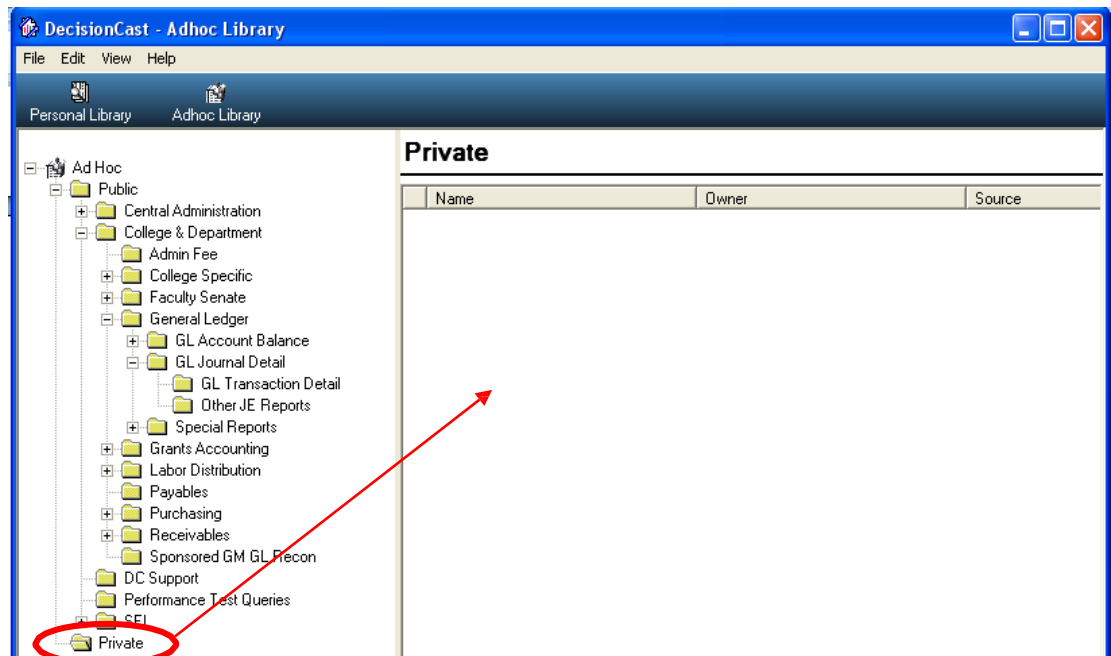 DecisionCast - Adhoc Library
File Edit View Help
Personal Library Adhoc Library
Ad Hoc
Public
Central Administration
College & Department
Admin Fee
College Specific
Faculty Senate
General Ledger
GL Account Balance
GL Journal Detail
GL Transaction Detail
Other JE Reports
Special Reports
Grants Accounting
Labor Distribution
Payables
Purchasing
Receivables
Sponsored GM GL Recon
DC Support
Performance Test Queries
Private
Private
Name Owner Source